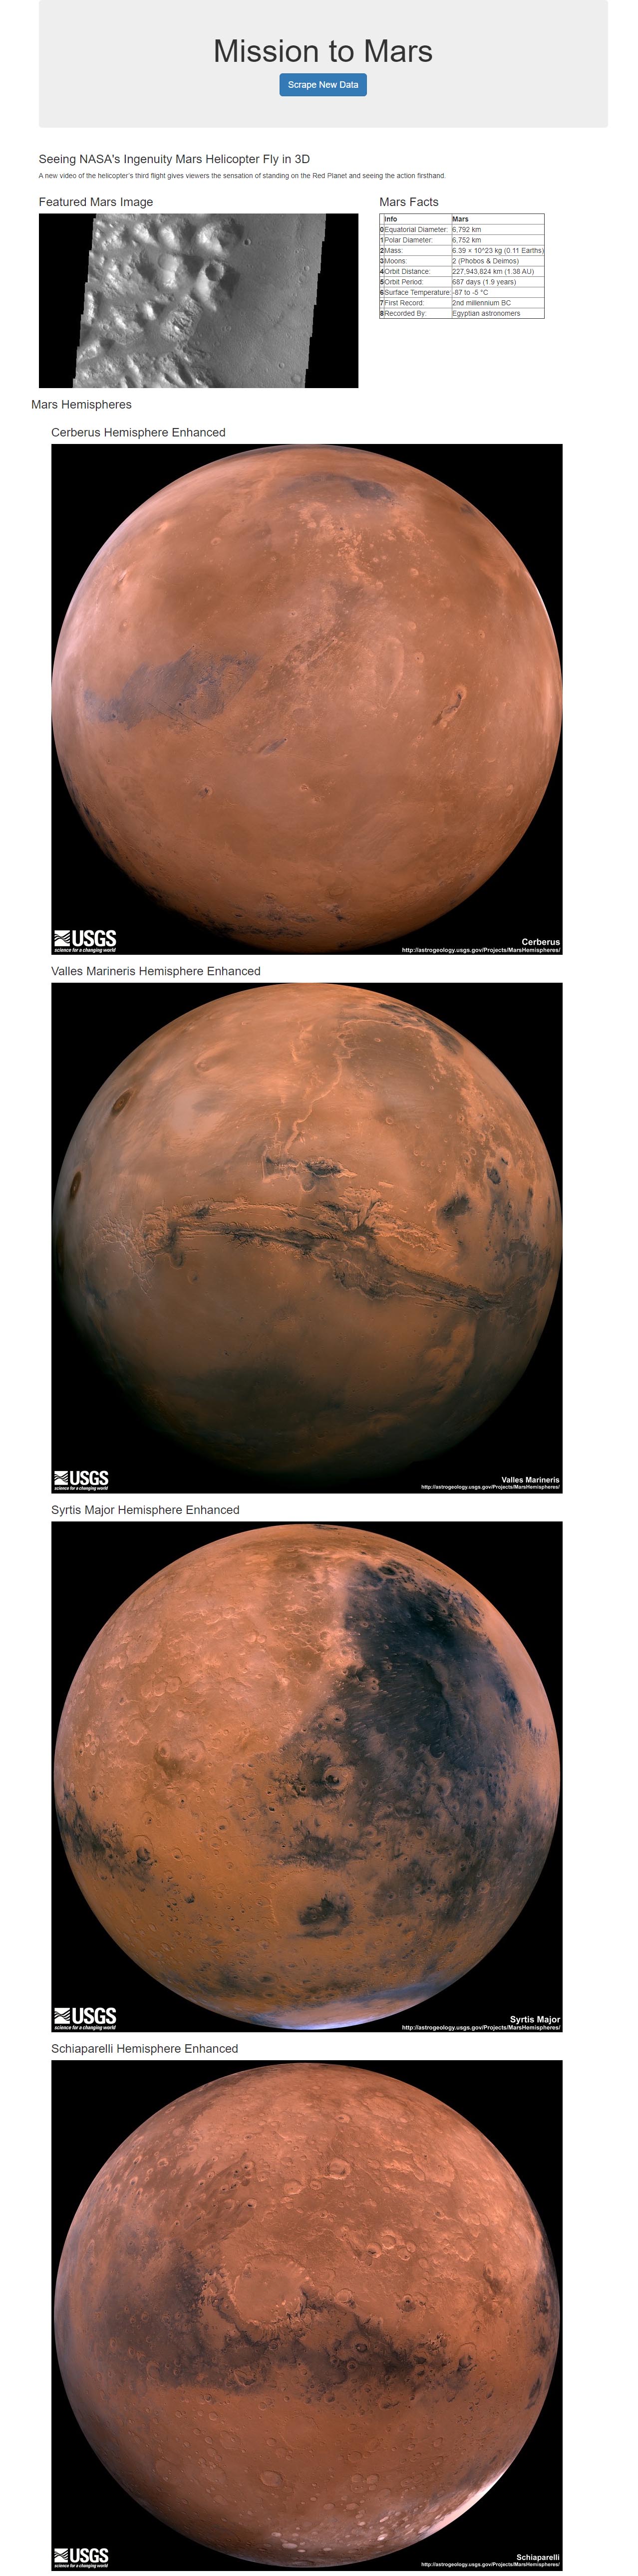 Mission to Mars
Scrape New Data
Seeing NASA's Ingenuity Mars Helicopter Fly in 3D
A new video of the helicopter's third flight gives viewers the sensation of standing on the Red Planet and seeing the action firsthand.
Featured Mars Image
Mars Facts
Info Mars
0 Equatorial Diameter: 6,792 km
1 Polar Diameter: 6,752 km
2 Mass: 6.39 × 10^23 kg (0.11 Earths)
3 Moons: 2 (Phobos & Deimos)
4 Orbit Distance: 227,943,824 km (1.38 AU)
5 Orbit Period: 687 days (1.9 years)
6 Surface Temperature: -87 to -5 °C
7 First Record: 2nd millennium BC
8 Recorded By: Egyptian astronomers
Mars Hemispheres
Cerberus Hemisphere Enhanced
USGS
science for a changing world
Cerberus
http://astrogeology.usgs.gov/Projects/MarsHemispheres/
Valles Marineris Hemisphere Enhanced
USGS
science for a changing world
Valles Marineris
http://astrogeology.usgs.gov/Projects/MarsHemispheres/
Syrtis Major Hemisphere Enhanced
USGS
science for a changing world
Syrtis Major
http://astrogeology.usgs.gov/Projects/MarsHemispheres/
Schiaparelli Hemisphere Enhanced
USGS
science for a changing world
Schiaparelli
http://astrogeology.usgs.gov/Projects/MarsHemispheres/